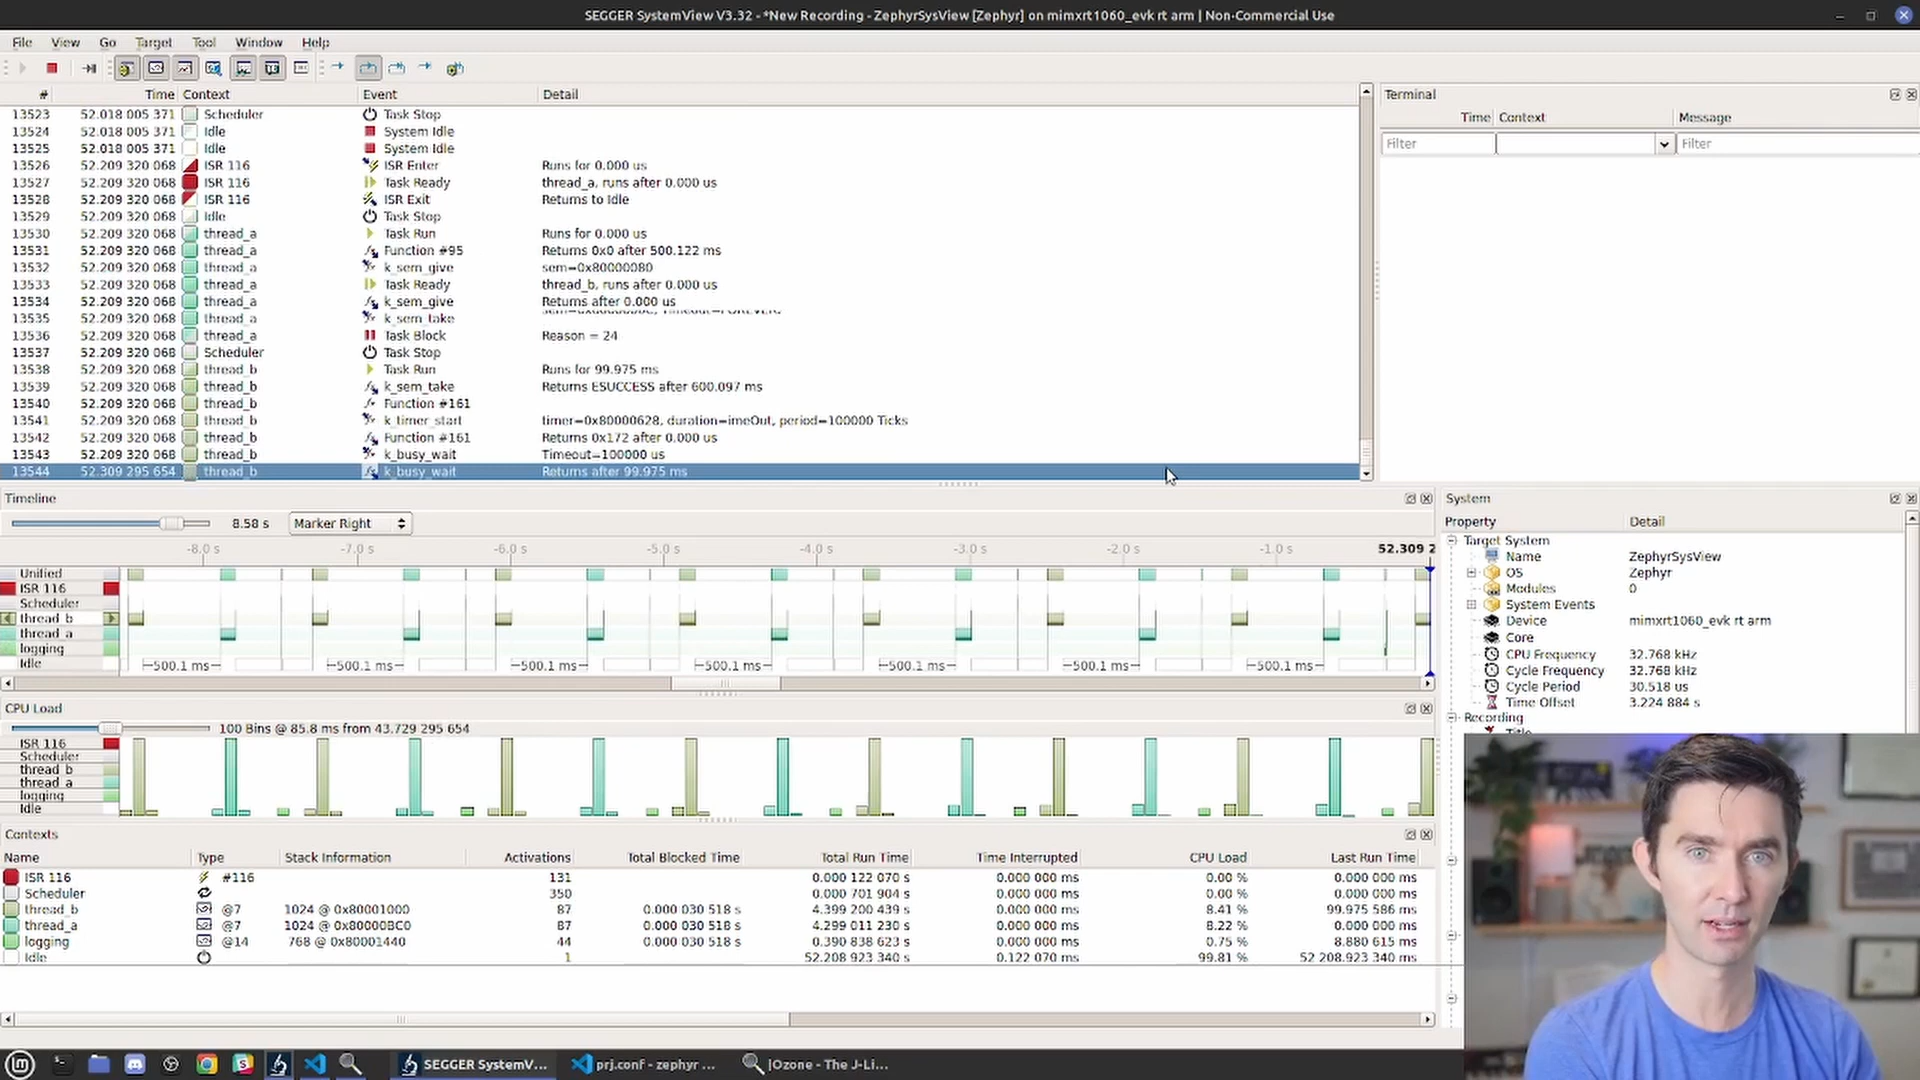 SEGGER SystemView V3.32 - *New Recording - ZephyrSysView [Zephyr] on mimxrt1060_evk rt arm | Non-Commercial Use
File View Go Target Tool Window Help
# Time Context Event Detail
13523 52.018 005 371 Scheduler Task Stop
13524 52.018 005 371 Idle System Idle
13525 52.018 005 371 Idle System Idle
13526 52.209 320 068 ISR 116 ISR Enter Runs for 0.000 us
13527 52.209 320 068 ISR 116 Task Ready thread_a, runs after 0.000 us
13528 52.209 320 068 ISR 116 ISR Exit Returns to Idle
13529 52.209 320 068 Idle Task Stop
13530 52.209 320 068 thread_a Task Run Runs for 0.000 us
13531 52.209 320 068 thread_a Function #95 Returns 0x0 after 500.122 ms
13532 52.209 320 068 thread_a k_sem_give sem=0x80000080
13533 52.209 320 068 thread_a Task Ready thread_b, runs after 0.000 us
13534 52.209 320 068 thread_a k_sem_give Returns after 0.000 us
13535 52.209 320 068 thread_a k_sem_take
13536 52.209 320 068 thread_a Task Block Reason = 24
13537 52.209 320 068 Scheduler Task Stop
13538 52.209 320 068 thread_b Task Run Runs for 99.975 ms
13539 52.209 320 068 thread_b k_sem_take Returns ESUCCESS after 600.097 ms
13540 52.209 320 068 thread_b Function #161
13541 52.209 320 068 thread_b k_timer_start timer=0x80000628, duration=imeOut, period=100000 Ticks
13542 52.209 320 068 thread_b Function #161 Returns 0x172 after 0.000 us
13543 52.209 320 068 thread_b k_busy_wait Timeout=100000 us
13544 52.309 295 654 thread_b k_busy_wait Returns after 99.975 ms
Terminal
Time Context Message
Filter Filter
Timeline
8.58 s Marker Right
-8.0 s -7.0 s -6.0 s -5.0 s -4.0 s -3.0 s -2.0 s -1.0 s 52.309 2
Unified
ISR 116
Scheduler
thread b
thread a
logging
Idle 500.1 ms 500.1 ms 500.1 ms 500.1 ms 500.1 ms 500.1 ms 500.1 ms
CPU Load
100 Bins @ 85.8 ms from 43.729 295 654
ISR 116
Scheduler
thread b
thread a
logging
Idle
Contexts
Name Type Stack Information Activations Total Blocked Time Total Run Time Time Interrupted CPU Load Last Run Time
ISR 116 #116 131 0.000 122 070 s 0.000 000 ms 0.00 % 0.000 000 ms
Scheduler 350 0.000 701 904 s 0.000 000 ms 0.00 % 0.000 000 ms
thread_b @7 1024 @ 0x80001000 87 0.000 030 518 s 4.399 200 439 s 0.000 000 ms 8.41 % 99.975 586 ms
thread_a @7 1024 @ 0x80000BC0 87 4.299 011 230 s 0.000 000 ms 8.22 % 0.000 000 ms
logging @14 768 @ 0x80001440 44 0.000 030 518 s 0.390 838 623 s 0.000 000 ms 0.75 % 8.880 615 ms
Idle 1 52.208 923 340 s 0.122 070 ms 99.81 % 52 208.923 340 ms
System
Property Detail
Target System
Name ZephyrSysView
OS Zephyr
Modules 0
System Events
Device mimxrt1060_evk rt arm
Core
CPU Frequency 32.768 kHz
Cycle Frequency 32.768 kHz
Cycle Period 30.518 us
Time Offset 3.224 884 s
Recording
SEGGER SystemV... prj.conf - zephyr ... |Ozone - The J-Li...